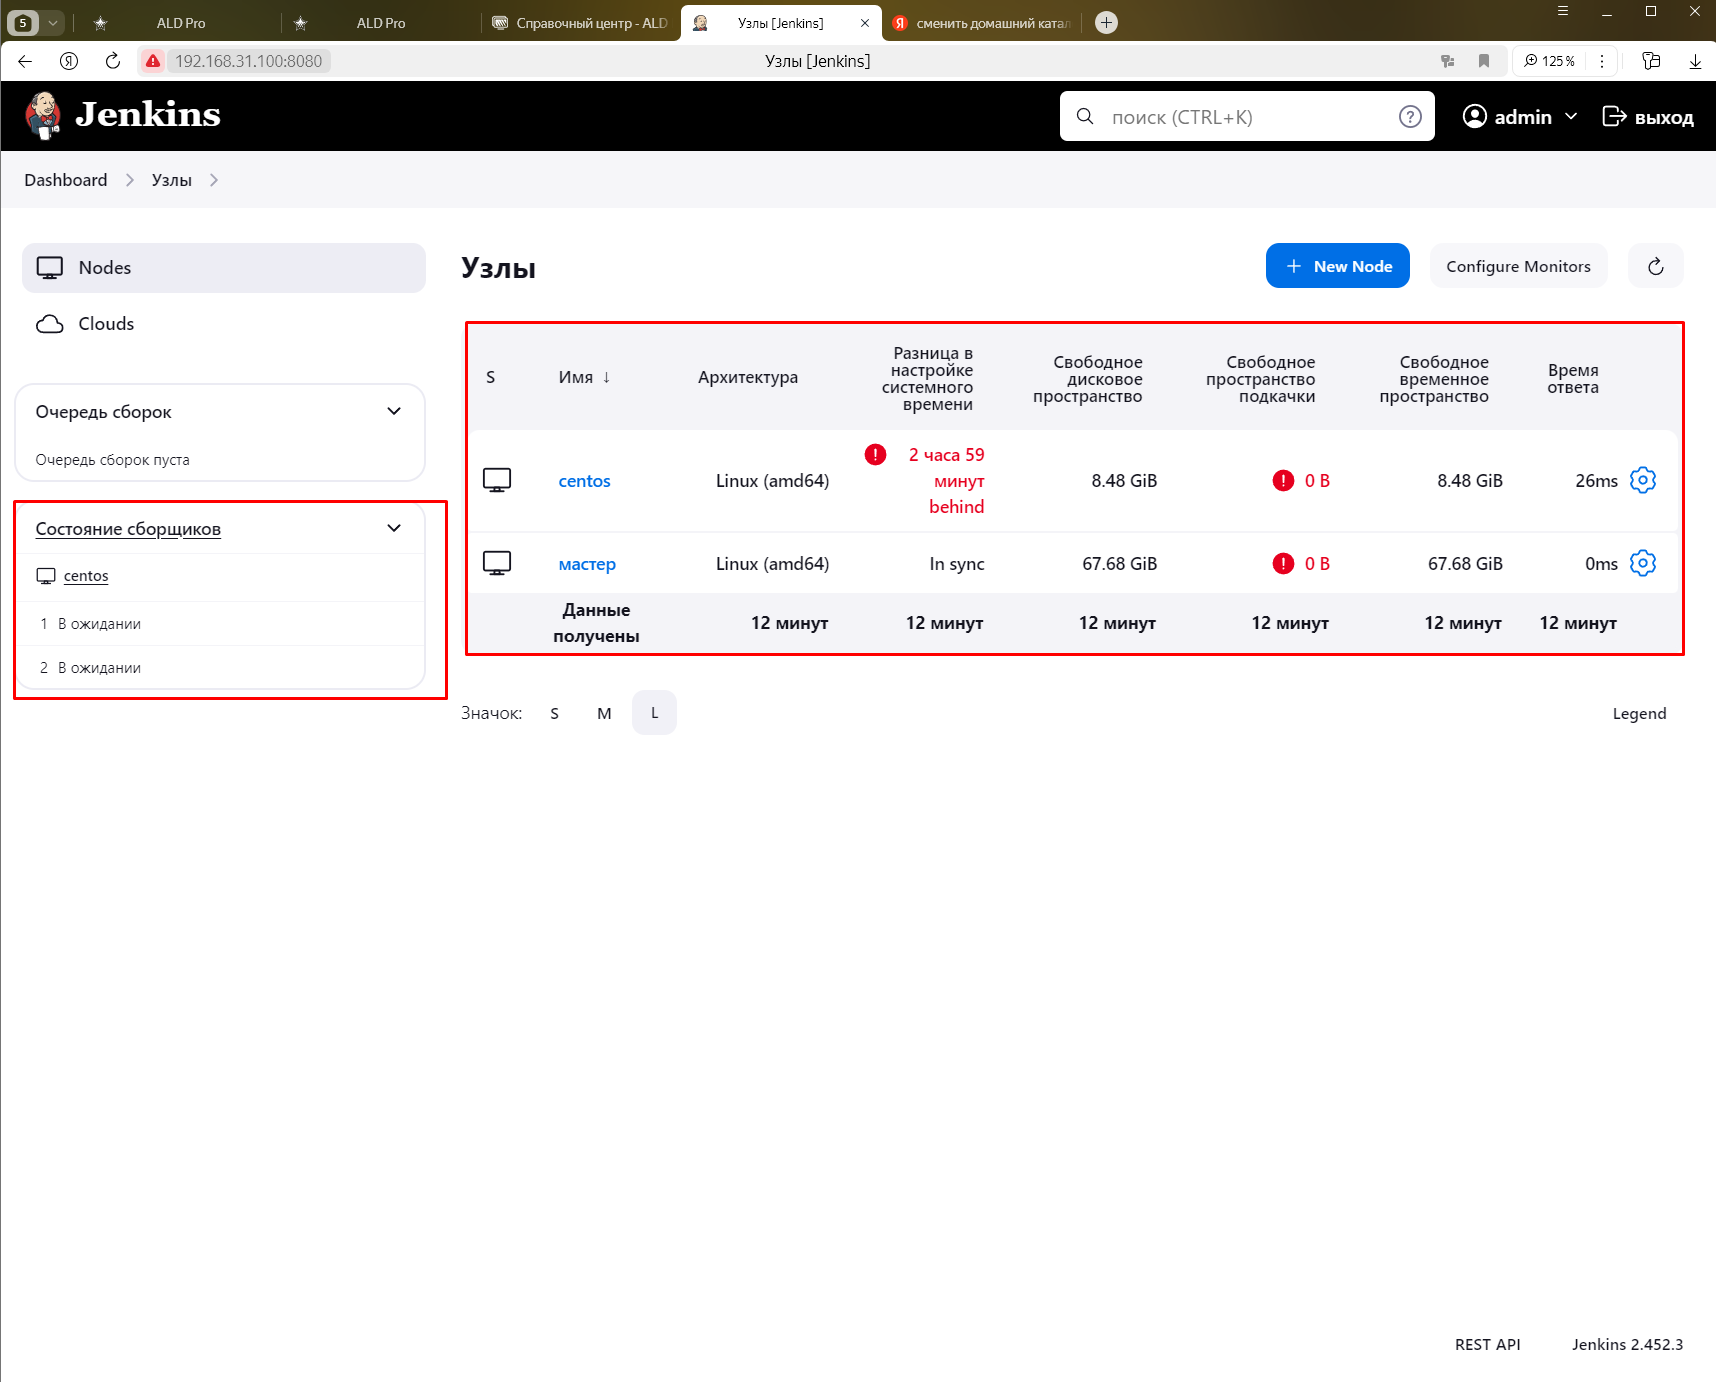 5
ALD Pro
ALD Pro
Справочный центр - ALD
Узлы [Jenkins]
сменить домашний катал
192.168.31.100:8080
Узлы [Jenkins]
125 %
Jenkins
поиск (CTRL+K)
admin
выход
Dashboard
Узлы
Nodes
Clouds
Очередь сборок
Очередь сборок пуста
Состояние сборщиков
centos
1 В ожидании
2 В ожидании
Узлы
New Node
Configure Monitors
S
Имя ↓
Архитектура
Разница в
настройке
системного
времени
Свободное
дисковое
пространство
Свободное
пространство
подкачки
Свободное
временное
пространство
Время
ответа
centos
Linux (amd64)
2 часа 59
минут
behind
8.48 GiB
0 B
8.48 GiB
26ms
мастер
Linux (amd64)
In sync
67.68 GiB
0 B
67.68 GiB
0ms
Данные
получены
12 минут
12 минут
12 минут
12 минут
12 минут
12 минут
Значок:
S
M
L
Legend
REST API
Jenkins 2.452.3